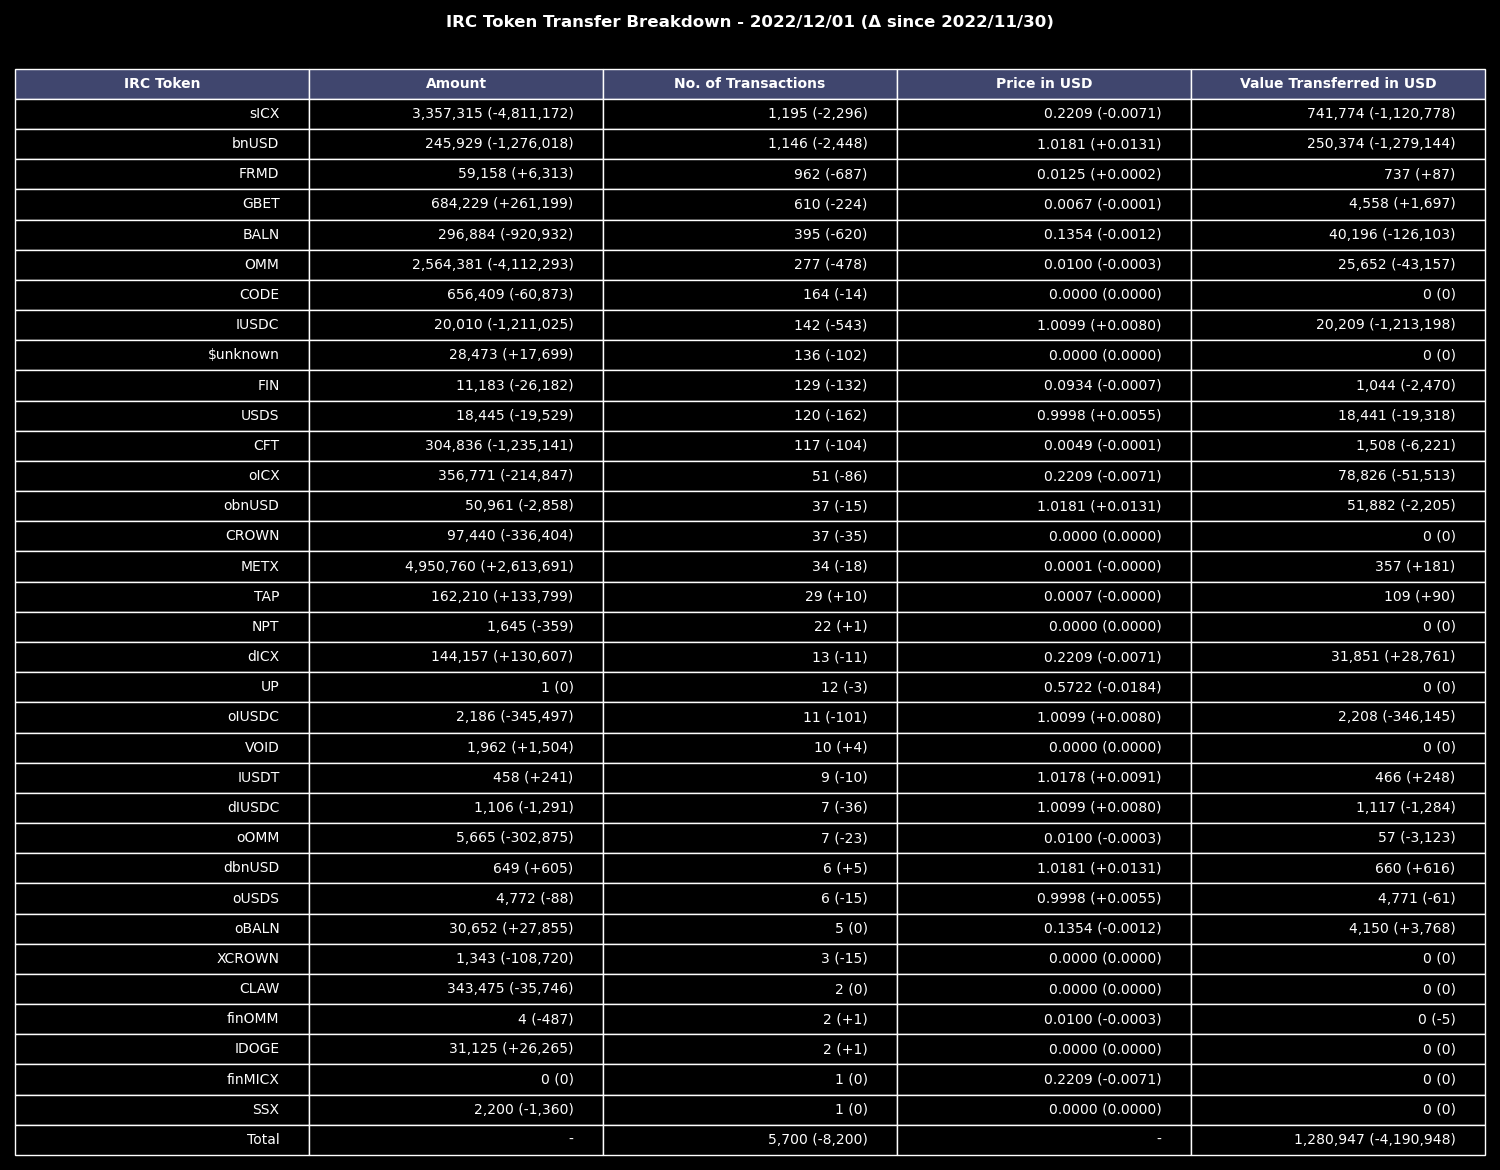 IRC Token Transfer Breakdown - 2022/12/01 (Δ since 2022/11/30)
IRC Token Amount No. of Transactions Price in USD Value Transferred in USD
sICX 3,357,315 (-4,811,172) 1,195 (-2,296) 0.2209 (-0.0071) 741,774 (-1,120,778)
bnUSD 245,929 (-1,276,018) 1,146 (-2,448) 1.0181 (+0.0131) 250,374 (-1,279,144)
FRMD 59,158 (+6,313) 962 (-687) 0.0125 (+0.0002) 737 (+87)
GBET 684,229 (+261,199) 610 (-224) 0.0067 (-0.0001) 4,558 (+1,697)
BALN 296,884 (-920,932) 395 (-620) 0.1354 (-0.0012) 40,196 (-126,103)
OMM 2,564,381 (-4,112,293) 277 (-478) 0.0100 (-0.0003) 25,652 (-43,157)
CODE 656,409 (-60,873) 164 (-14) 0.0000 (0.0000) 0 (0)
IUSDC 20,010 (-1,211,025) 142 (-543) 1.0099 (+0.0080) 20,209 (-1,213,198)
$unknown 28,473 (+17,699) 136 (-102) 0.0000 (0.0000) 0 (0)
FIN 11,183 (-26,182) 129 (-132) 0.0934 (-0.0007) 1,044 (-2,470)
USDS 18,445 (-19,529) 120 (-162) 0.9998 (+0.0055) 18,441 (-19,318)
CFT 304,836 (-1,235,141) 117 (-104) 0.0049 (-0.0001) 1,508 (-6,221)
oICX 356,771 (-214,847) 51 (-86) 0.2209 (-0.0071) 78,826 (-51,513)
obnUSD 50,961 (-2,858) 37 (-15) 1.0181 (+0.0131) 51,882 (-2,205)
CROWN 97,440 (-336,404) 37 (-35) 0.0000 (0.0000) 0 (0)
METX 4,950,760 (+2,613,691) 34 (-18) 0.0001 (-0.0000) 357 (+181)
TAP 162,210 (+133,799) 29 (+10) 0.0007 (-0.0000) 109 (+90)
NPT 1,645 (-359) 22 (+1) 0.0000 (0.0000) 0 (0)
dICX 144,157 (+130,607) 13 (-11) 0.2209 (-0.0071) 31,851 (+28,761)
UP 1 (0) 12 (-3) 0.5722 (-0.0184) 0 (0)
oIUSDC 2,186 (-345,497) 11 (-101) 1.0099 (+0.0080) 2,208 (-346,145)
VOID 1,962 (+1,504) 10 (+4) 0.0000 (0.0000) 0 (0)
IUSDT 458 (+241) 9 (-10) 1.0178 (+0.0091) 466 (+248)
dIUSDC 1,106 (-1,291) 7 (-36) 1.0099 (+0.0080) 1,117 (-1,284)
oOMM 5,665 (-302,875) 7 (-23) 0.0100 (-0.0003) 57 (-3,123)
dbnUSD 649 (+605) 6 (+5) 1.0181 (+0.0131) 660 (+616)
oUSDS 4,772 (-88) 6 (-15) 0.9998 (+0.0055) 4,771 (-61)
oBALN 30,652 (+27,855) 5 (0) 0.1354 (-0.0012) 4,150 (+3,768)
XCROWN 1,343 (-108,720) 3 (-15) 0.0000 (0.0000) 0 (0)
CLAW 343,475 (-35,746) 2 (0) 0.0000 (0.0000) 0 (0)
finOMM 4 (-487) 2 (+1) 0.0100 (-0.0003) 0 (-5)
IDOGE 31,125 (+26,265) 2 (+1) 0.0000 (0.0000) 0 (0)
finMICX 0 (0) 1 (0) 0.2209 (-0.0071) 0 (0)
SSX 2,200 (-1,360) 1 (0) 0.0000 (0.0000) 0 (0)
Total - 5,700 (-8,200) - 1,280,947 (-4,190,948)